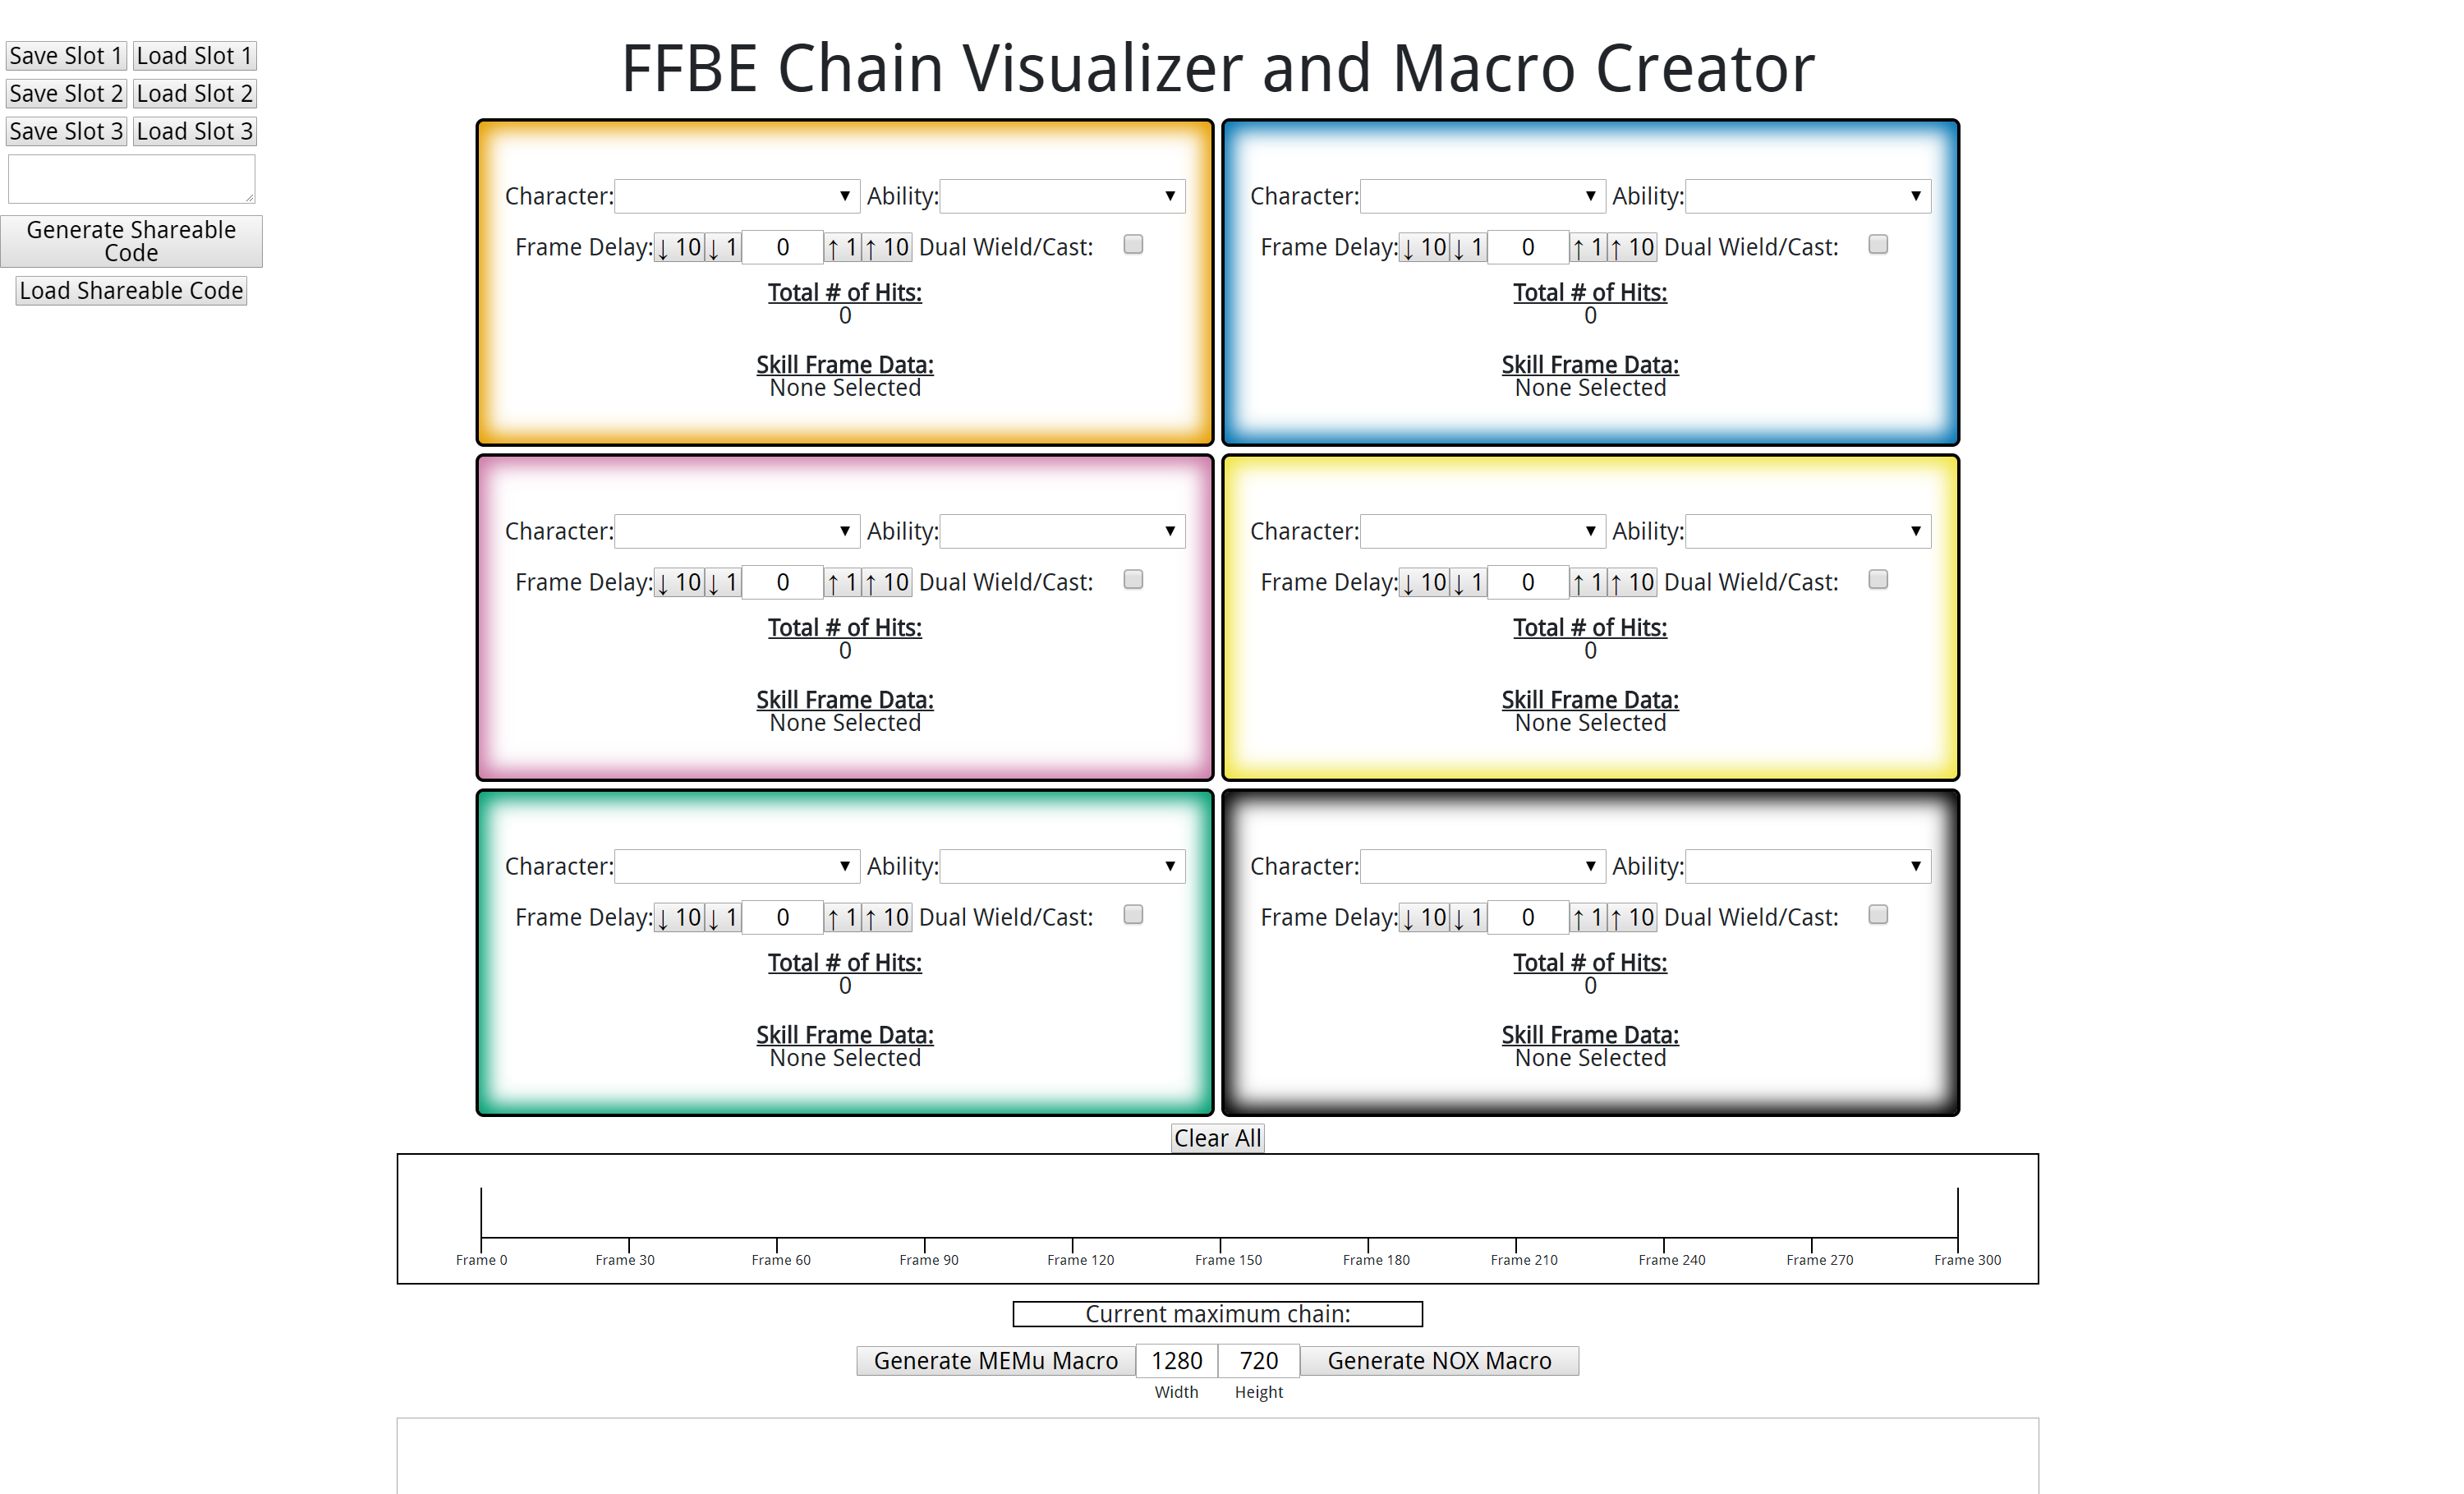 Save Slot 1 Load Slot 1
Save Slot 2 Load Slot 2
Save Slot 3 Load Slot 3
Generate Shareable
Code
Load Shareable Code
FFBE Chain Visualizer and Macro Creator
Character: ▼ Ability: ▼
Frame Delay: ↓ 10 ↓ 1 0 ↑ 1 ↑ 10 Dual Wield/Cast:
Total # of Hits:
0
Skill Frame Data:
None Selected
Character: ▼ Ability: ▼
Frame Delay: ↓ 10 ↓ 1 0 ↑ 1 ↑ 10 Dual Wield/Cast:
Total # of Hits:
0
Skill Frame Data:
None Selected
Character: ▼ Ability: ▼
Frame Delay: ↓ 10 ↓ 1 0 ↑ 1 ↑ 10 Dual Wield/Cast:
Total # of Hits:
0
Skill Frame Data:
None Selected
Character: ▼ Ability: ▼
Frame Delay: ↓ 10 ↓ 1 0 ↑ 1 ↑ 10 Dual Wield/Cast:
Total # of Hits:
0
Skill Frame Data:
None Selected
Character: ▼ Ability: ▼
Frame Delay: ↓ 10 ↓ 1 0 ↑ 1 ↑ 10 Dual Wield/Cast:
Total # of Hits:
0
Skill Frame Data:
None Selected
Character: ▼ Ability: ▼
Frame Delay: ↓ 10 ↓ 1 0 ↑ 1 ↑ 10 Dual Wield/Cast:
Total # of Hits:
0
Skill Frame Data:
None Selected
Clear All
Frame 0 Frame 30 Frame 60 Frame 90 Frame 120 Frame 150 Frame 180 Frame 210 Frame 240 Frame 270 Frame 300
Current maximum chain:
Generate MEMu Macro 1280 720 Generate NOX Macro
Width Height